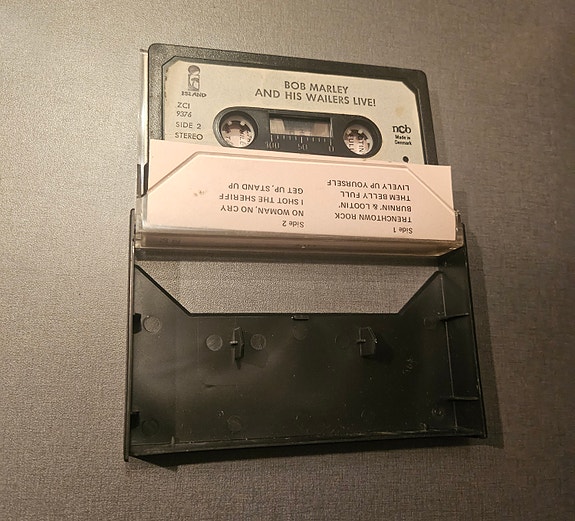 ISLAND
BOB MARLEY
AND HIS WAILERS LIVE!
ZCI
9376
SIDE 2
STEREO
100 50 0
ncb
Made in
Denmark
Side 1
TRENCHTOWN ROCK
BURNIN' & LOOTIN'
THEM BELLY FULL
LIVELY UP YOURSELF
Side 2
NO WOMAN, NO CRY
I SHOT THE SHERIFF
GET UP, STAND UP